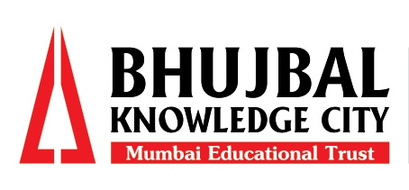 BHUJBAL
KNOWLEDGE CITY
Mumbai Educational Trust